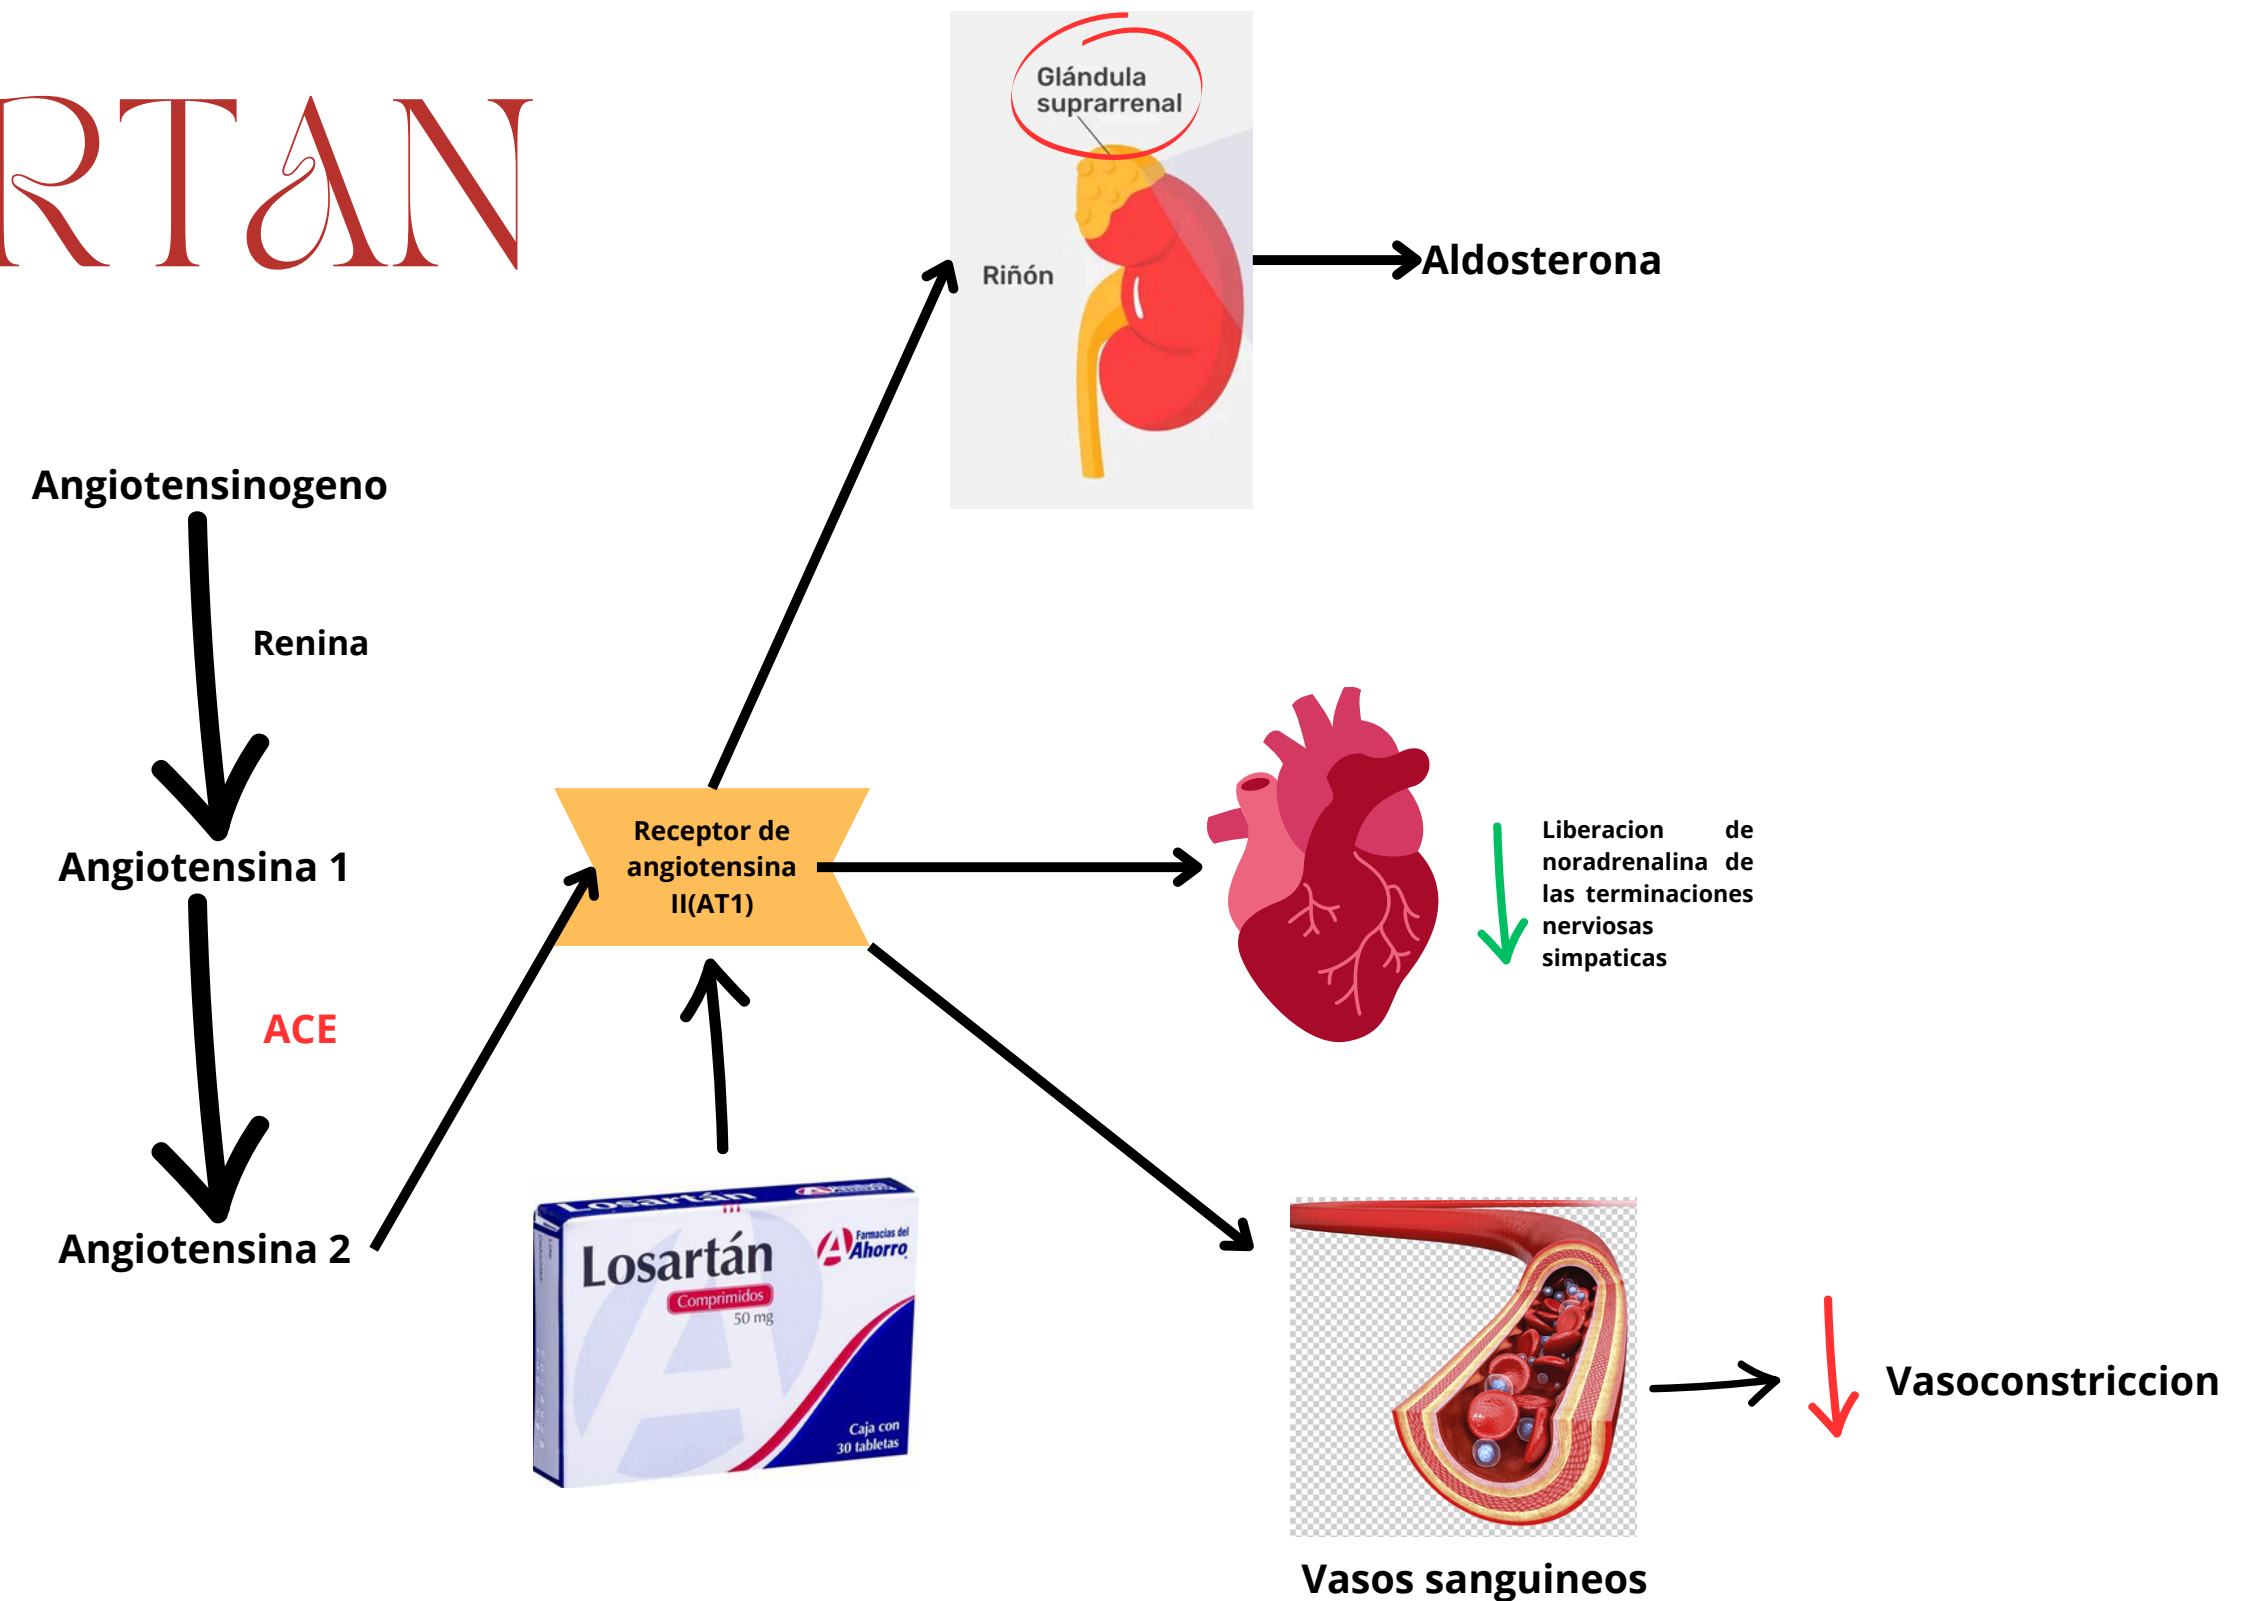 RTAN
Glándula
suprarrenal
Riñón
Aldosterona
Angiotensinogeno
Renina
Angiotensina 1
ACE
Angiotensina 2
Receptor de
angiotensina
II(AT1)
Liberacion de
noradrenalina de
las terminaciones
nerviosas
simpaticas
Losartán
Losartán
Comprimidos
50 mg
Farmacias del
Ahorro
Caja con
30 tabletas
Vasoconstriccion
Vasos sanguineos